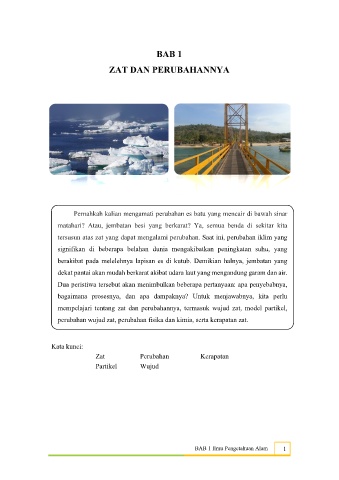 BAB 1
ZAT DAN PERUBAHANNYA
Pernahkah kalian mengamati perubahan es batu yang mencair di bawah sinar
matahari? Atau, jembatan besi yang berkarat? Ya, semua benda di sekitar kita
tersusun atas zat yang dapat mengalami perubahan. Saat ini, perubahan iklim yang
signifikan di beberapa belahan dunia mengakibatkan peningkatan suhu, yang
berakibat pada melelehnya lapisan es di kutub. Demikian halnya, jembatan yang
dekat pantai akan mudah berkarat akibat udara laut yang mengandung garam dan air.
Dua peristiwa tersebut akan menimbulkan beberapa pertanyaan: apa penyebabnya,
bagaimana prosesnya, dan apa dampaknya? Untuk menjawabnya, kita perlu
mempelajari tentang zat dan perubahannya, termasuk wujud zat, model partikel,
perubahan wujud zat, perubahan fisika dan kimia, serta kerapatan zat.
Kata kunci:
Zat Perubahan Kerapatan
Partikel Wujud
BAB 1 Ilmu Pengetahuan Alam 1